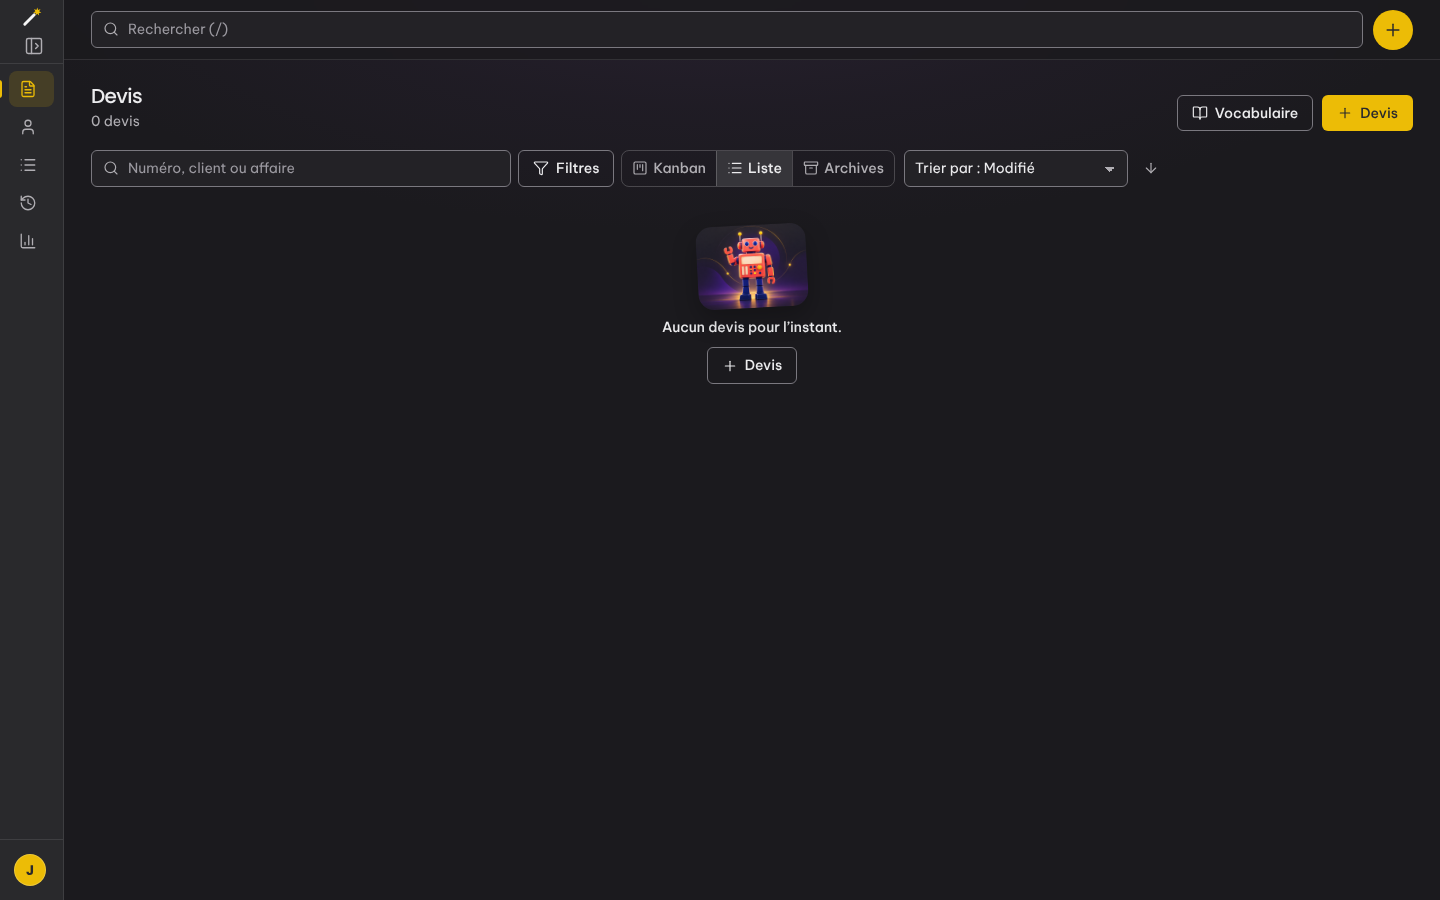 Rechercher (/)
Devis
0 devis
Vocabulaire
Devis
Numéro, client ou affaire
Filtres
Kanban
Liste
Archives
Trier par : Modifié
Aucun devis pour l’instant.
Devis
J